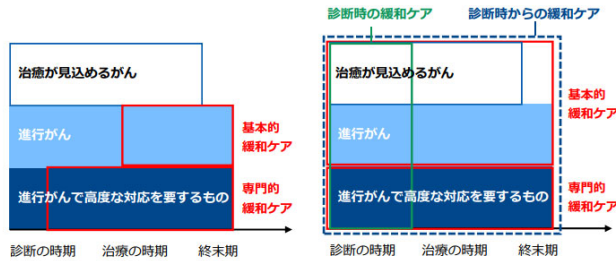 診断時の緩和ケア
診断時からの緩和ケア
治癒が見込めるがん
進行がん
進行がんで高度な対応を要するもの
基本的
緩和ケア
専門的
緩和ケア
診断の時期
治療の時期
終末期
治癒が見込めるがん
進行がん
進行がんで高度な対応を要するもの
基本的
緩和ケア
専門的
緩和ケア
診断の時期
治療の時期
終末期